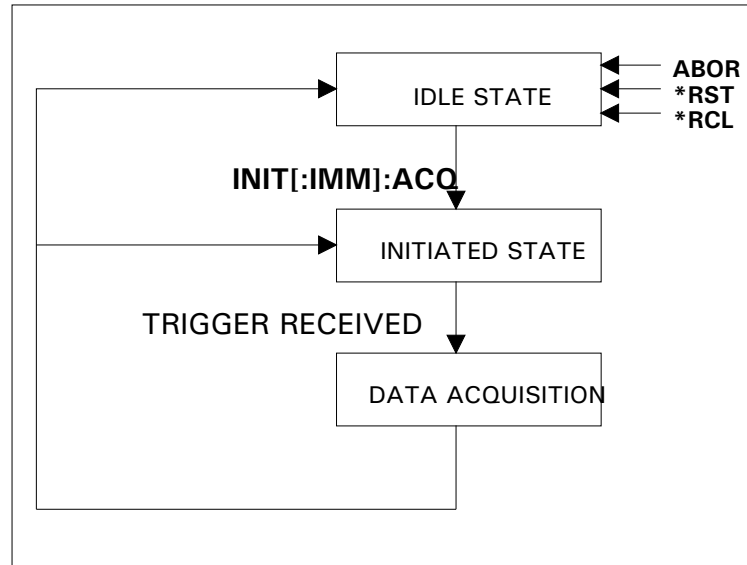 IDLE STATE
ABOR
*RST
*RCL
INIT[:IMM]:ACQ
INITIATED STATE
TRIGGER RECEIVED
DATA ACQUISITION